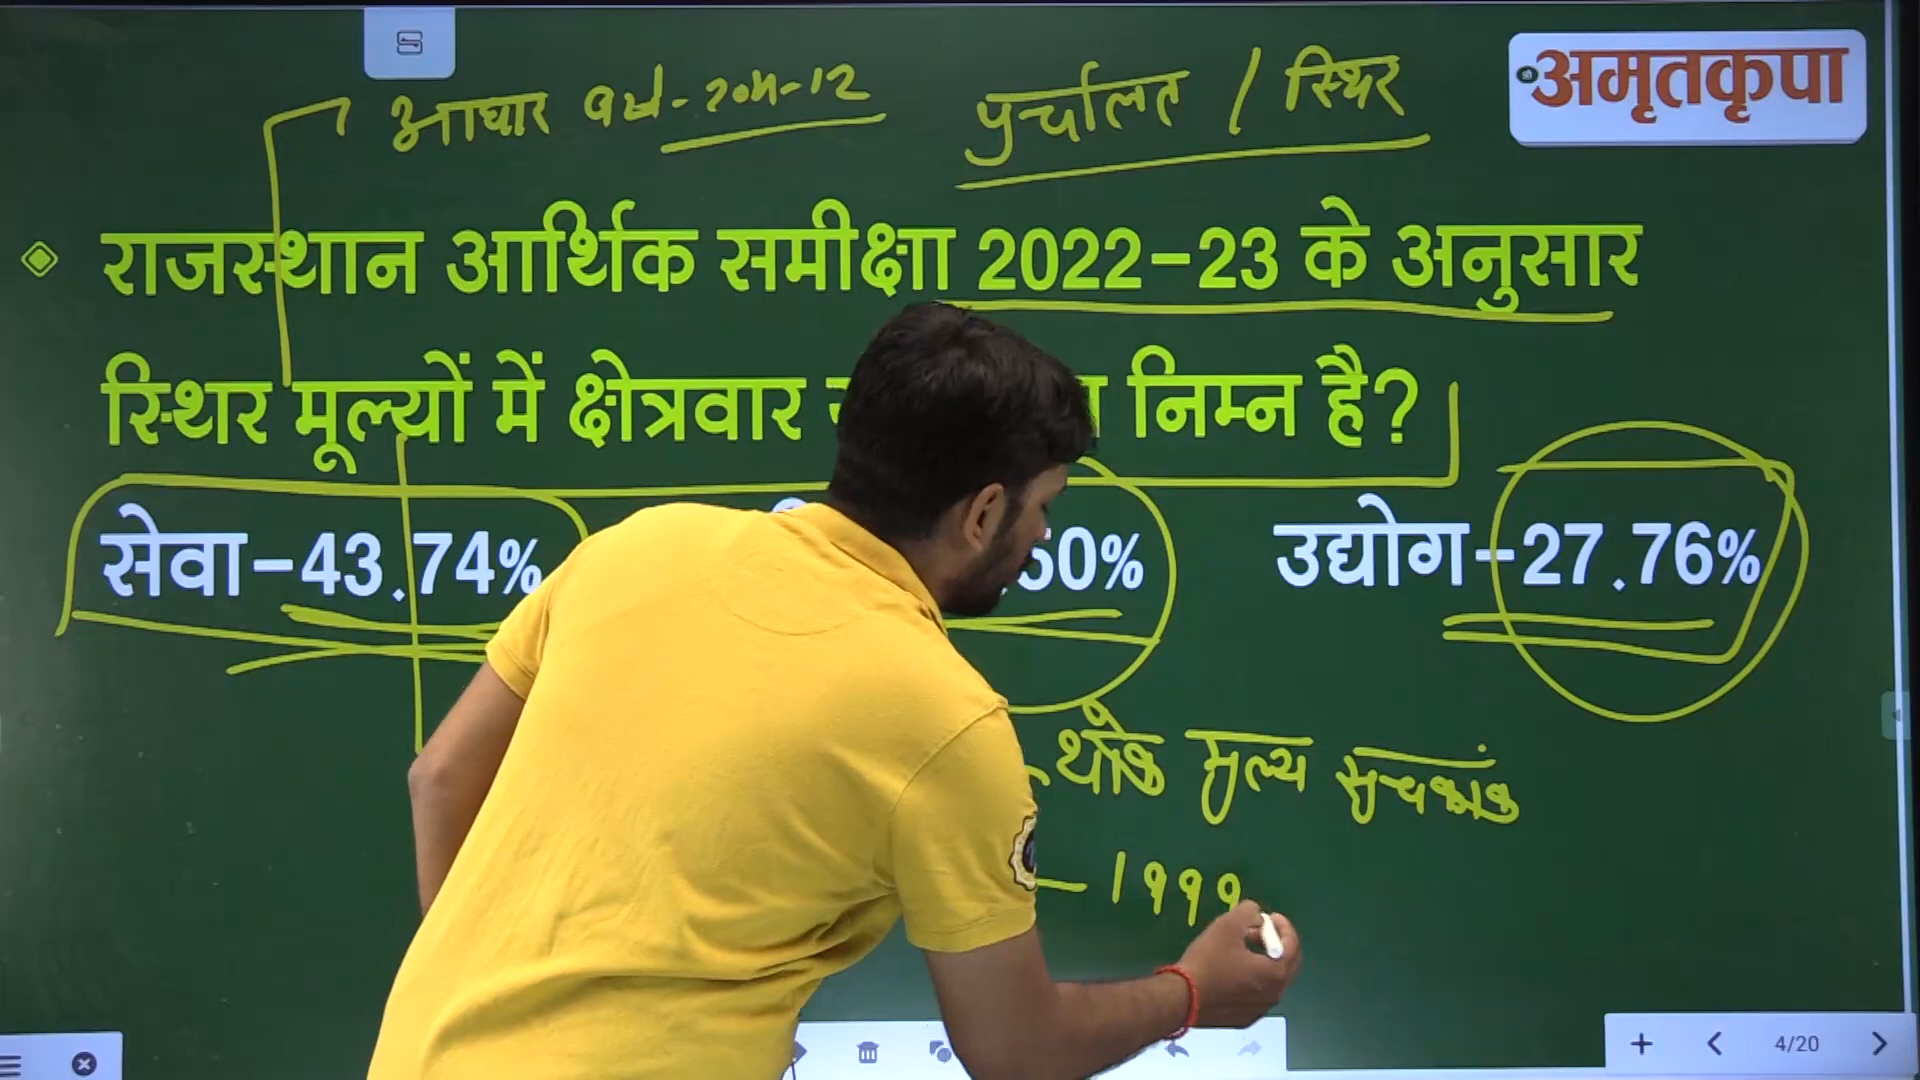 अमृतकृपा
आधार वर्ष-2011-12 प्रचलित / स्थिर
राजस्थान आर्थिक समीक्षा 2022-23 के अनुसार
स्थिर मूल्यों में क्षेत्रवार निम्न है?
सेवा-43.74% .50% उद्योग-27.76%
थोक मूल्य सूचकांक
- 1999
4/20